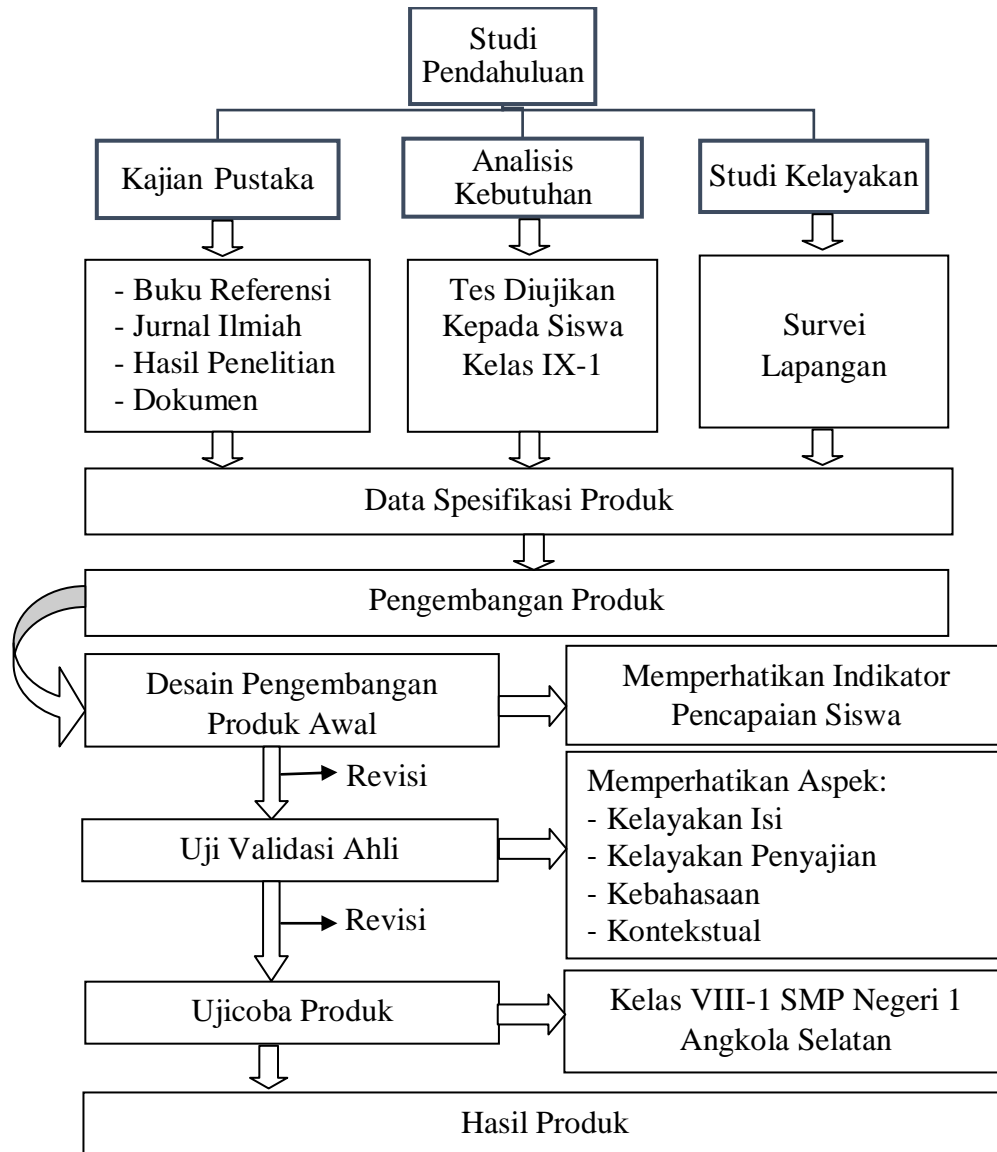 Studi
Pendahuluan
Kajian Pustaka
Analisis
Kebutuhan
Studi Kelayakan
- Buku Referensi
- Jurnal Ilmiah
- Hasil Penelitian
- Dokumen
Tes Diujikan
Kepada Siswa
Kelas IX-1
Survei
Lapangan
Data Spesifikasi Produk
Pengembangan Produk
Desain Pengembangan
Produk Awal
Memperhatikan Indikator
Pencapaian Siswa
Revisi
Uji Validasi Ahli
Memperhatikan Aspek:
- Kelayakan Isi
- Kelayakan Penyajian
- Kebahasaan
- Kontekstual
Revisi
Ujicoba Produk
Kelas VIII-1 SMP Negeri 1
Angkola Selatan
Hasil Produk